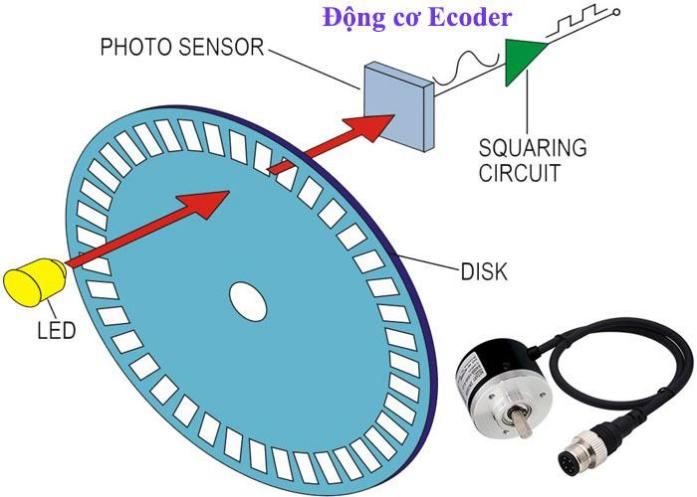 Động cơ Ecoder
PHOTO SENSOR
SQUARING
CIRCUIT
DISK
LED